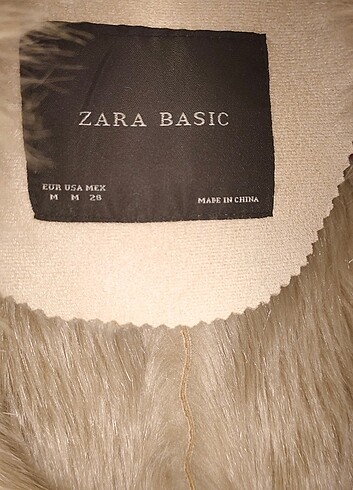 ZARA BASIC
EUR USA MEX
M M 28
MADE IN CHINA